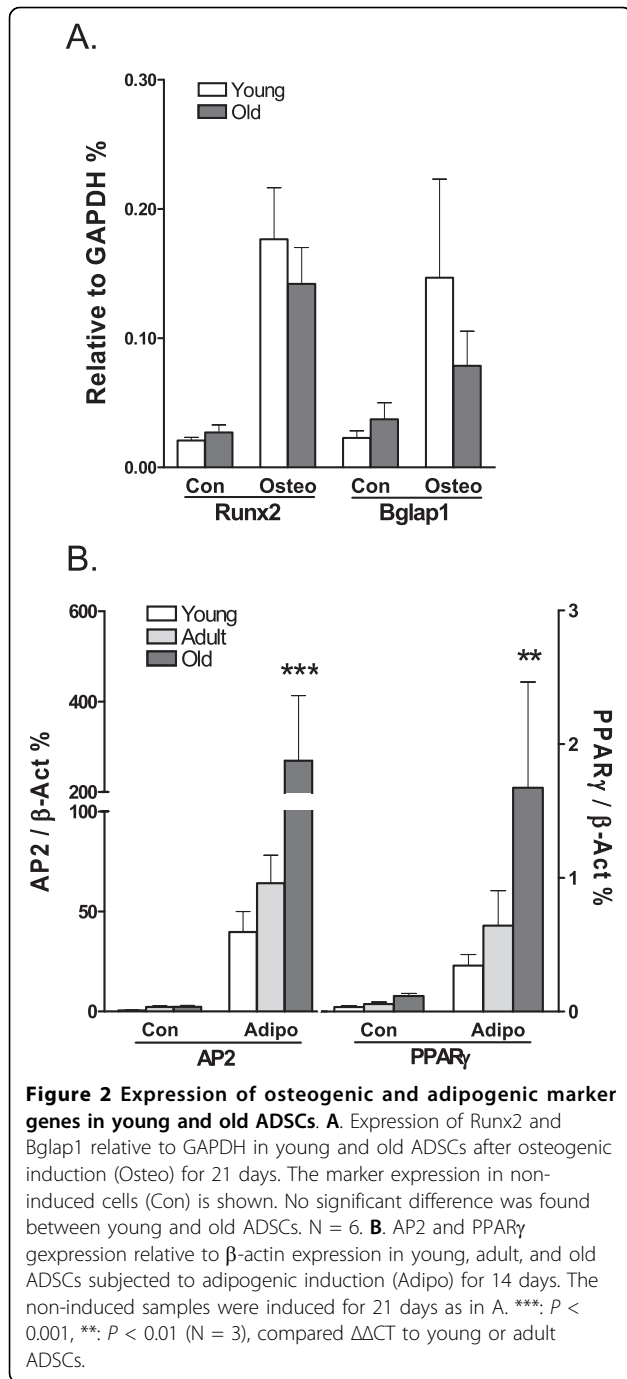 A.
Relative to GAPDH %
0.30
0.20
0.10
0.00
Young
Old
Con Osteo Con Osteo
Runx2 Bglap1
B.
AP2 / β-Act %
600
400
200
100
50
0
Young
Adult
Old
***
**
3
2
1
0
PPARγ / β-Act %
Con Adipo Con Adipo
AP2 PPARγ
Figure 2 Expression of osteogenic and adipogenic marker
genes in young and old ADSCs. A. Expression of Runx2 and
Bglap1 relative to GAPDH in young and old ADSCs after osteogenic
induction (Osteo) for 21 days. The marker expression in non-
induced cells (Con) is shown. No significant difference was found
between young and old ADSCs. N = 6. B. AP2 and PPARγ
gexpression relative to β-actin expression in young, adult, and old
ADSCs subjected to adipogenic induction (Adipo) for 14 days. The
non-induced samples were induced for 21 days as in A. ***: P <
0.001, **: P < 0.01 (N = 3), compared ΔΔCT to young or adult
ADSCs.